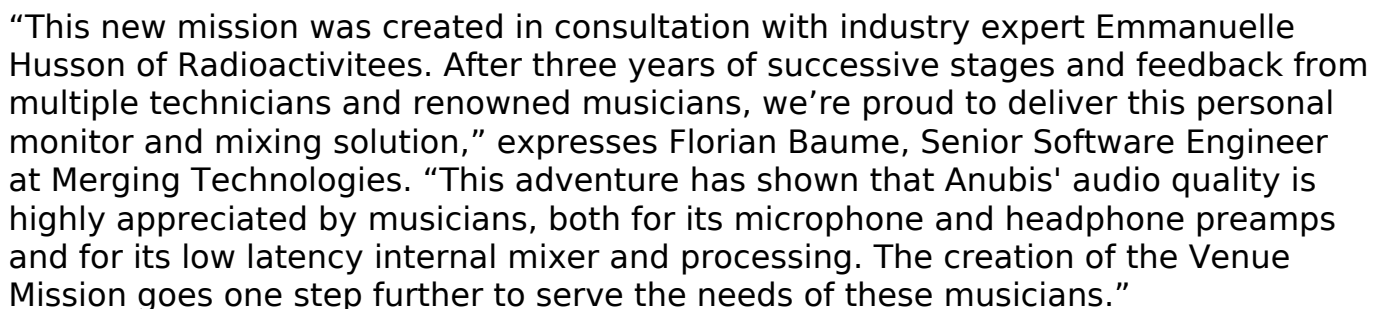 “This new mission was created in consultation with industry expert Emmanuelle
Husson of Radioactivitees. After three years of successive stages and feedback from
multiple technicians and renowned musicians, we’re proud to deliver this personal
monitor and mixing solution,” expresses Florian Baume, Senior Software Engineer
at Merging Technologies. “This adventure has shown that Anubis' audio quality is
highly appreciated by musicians, both for its microphone and headphone preamps
and for its low latency internal mixer and processing. The creation of the Venue
Mission goes one step further to serve the needs of these musicians.”